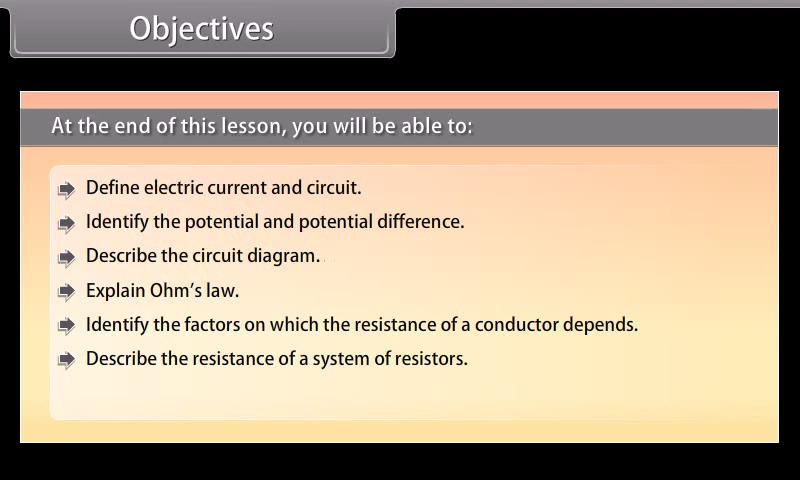 Objectives
At the end of this lesson, you will be able to:
Define electric current and circuit.
Identify the potential and potential difference.
Describe the circuit diagram.
Explain Ohm's law.
Identify the factors on which the resistance of a conductor depends.
Describe the resistance of a system of resistors.